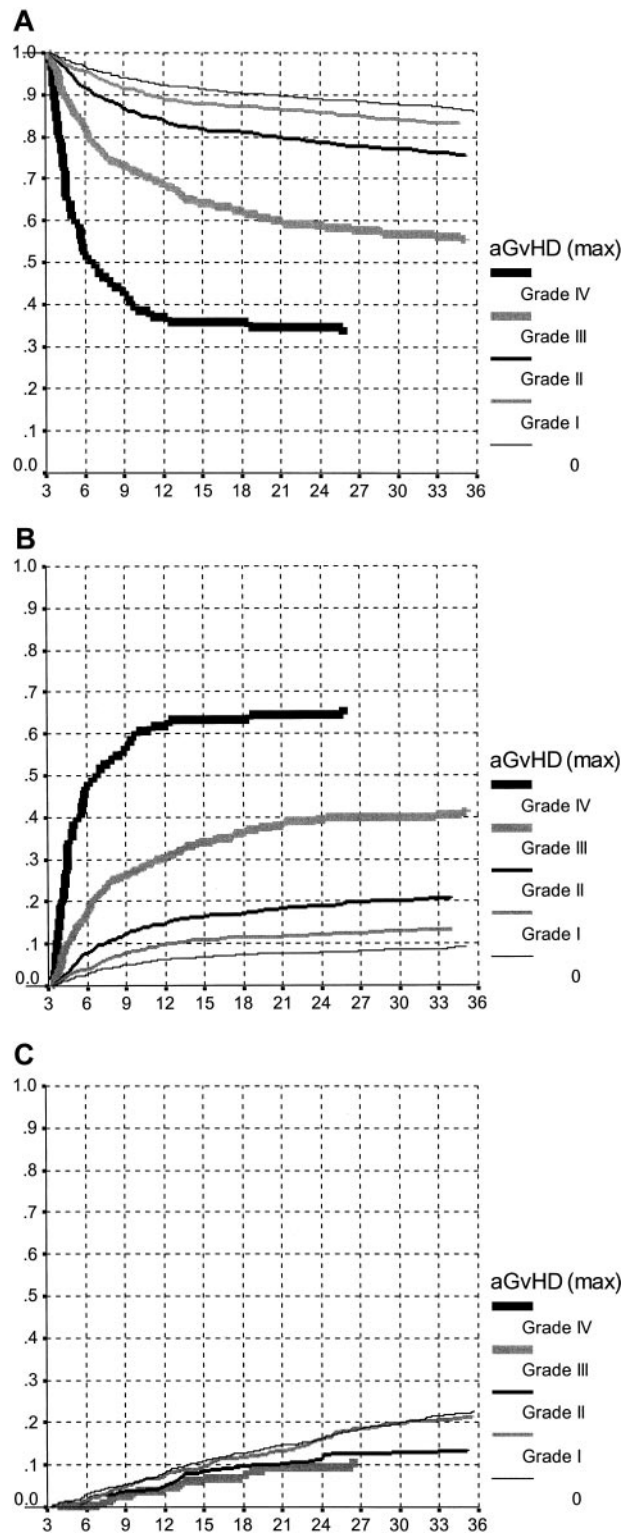 A
1.0
.9
.8
.7
.6
.5
.4
.3
.2
.1
0.0
3 6 9 12 15 18 21 24 27 30 33 36
aGvHD (max)
Grade IV
Grade III
Grade II
Grade I
0
B
1.0
.9
.8
.7
.6
.5
.4
.3
.2
.1
0.0
3 6 9 12 15 18 21 24 27 30 33 36
aGvHD (max)
Grade IV
Grade III
Grade II
Grade I
0
C
1.0
.9
.8
.7
.6
.5
.4
.3
.2
.1
0.0
3 6 9 12 15 18 21 24 27 30 33 36
aGvHD (max)
Grade IV
Grade III
Grade II
Grade I
0